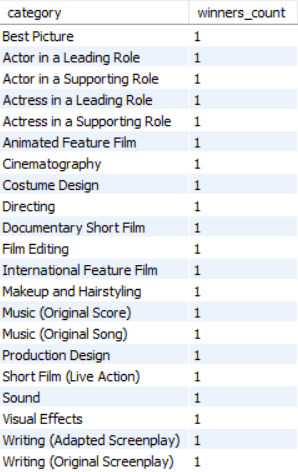 category winners_count
Best Picture 1
Actor in a Leading Role 1
Actor in a Supporting Role 1
Actress in a Leading Role 1
Actress in a Supporting Role 1
Animated Feature Film 1
Cinematography 1
Costume Design 1
Directing 1
Documentary Short Film 1
Film Editing 1
International Feature Film 1
Makeup and Hairstyling 1
Music (Original Score) 1
Music (Original Song) 1
Production Design 1
Short Film (Live Action) 1
Sound 1
Visual Effects 1
Writing (Adapted Screenplay) 1
Writing (Original Screenplay) 1